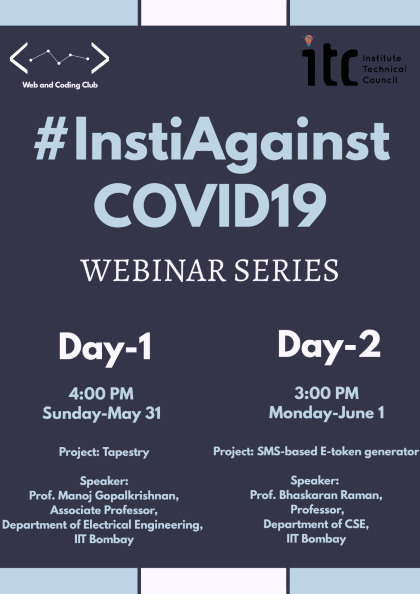 Web and Coding Club
itc
Institute
Technical
Council
#InstiAgainst
COVID19
WEBINAR SERIES
Day-1
4:00 PM
Sunday-May 31
Project: Tapestry
Speaker:
Prof. Manoj Gopalkrishnan,
Associate Professor,
Department of Electrical Engineering,
IIT Bombay
Day-2
3:00 PM
Monday-June 1
Project: SMS-based E-token generator
Speaker:
Prof. Bhaskaran Raman,
Professor,
Department of CSE,
IIT Bombay